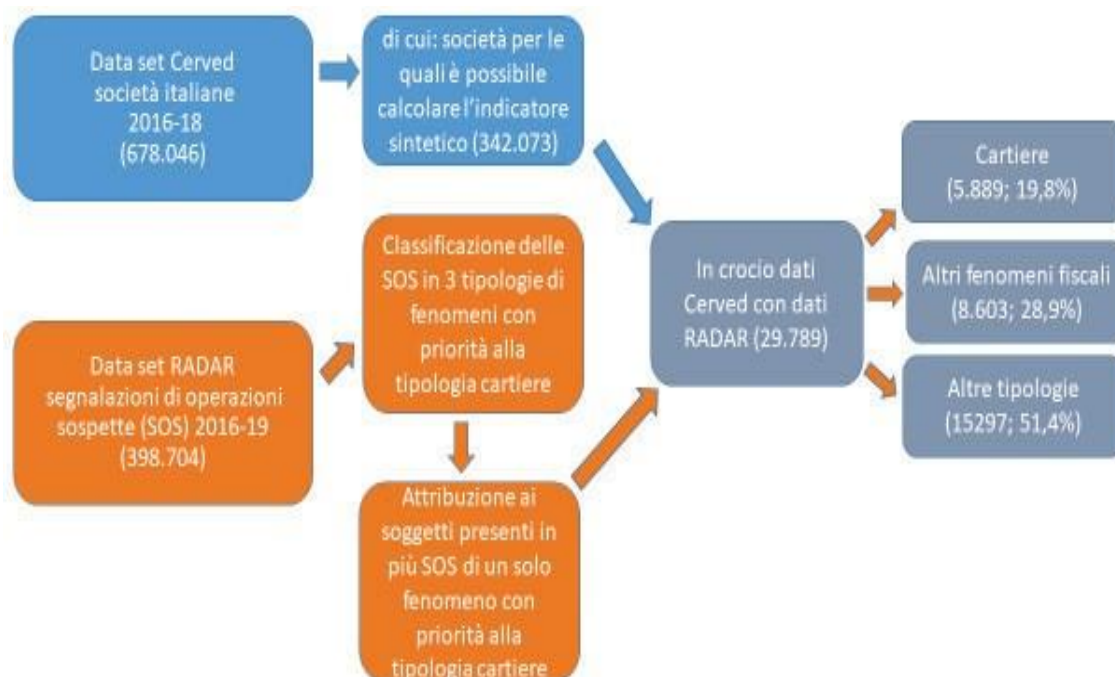 Data set Cerved
società italiane
2016-18
(678.046)
di cui: società per le
quali è possibile
calcolare l'indicatore
sintetico (342.073)
Data set RADAR
segnalazioni di operazioni
sospette (SOS) 2016-19
(398.704)
Classificazione delle
SOS in 3 tipologie di
fenomeni con
priorità alla
tipologia cartiere
Attribuzione ai
soggetti presenti in
più SOS di un solo
fenomeno con
priorità alla
tipologia cartiere
In crocio dati
Cerved con dati
RADAR (29.789)
Cartiere
(5.889; 19,8%)
Altri fenomeni fiscali
(8.603; 28,9%)
Altre tipologie
(15297; 51,4%)